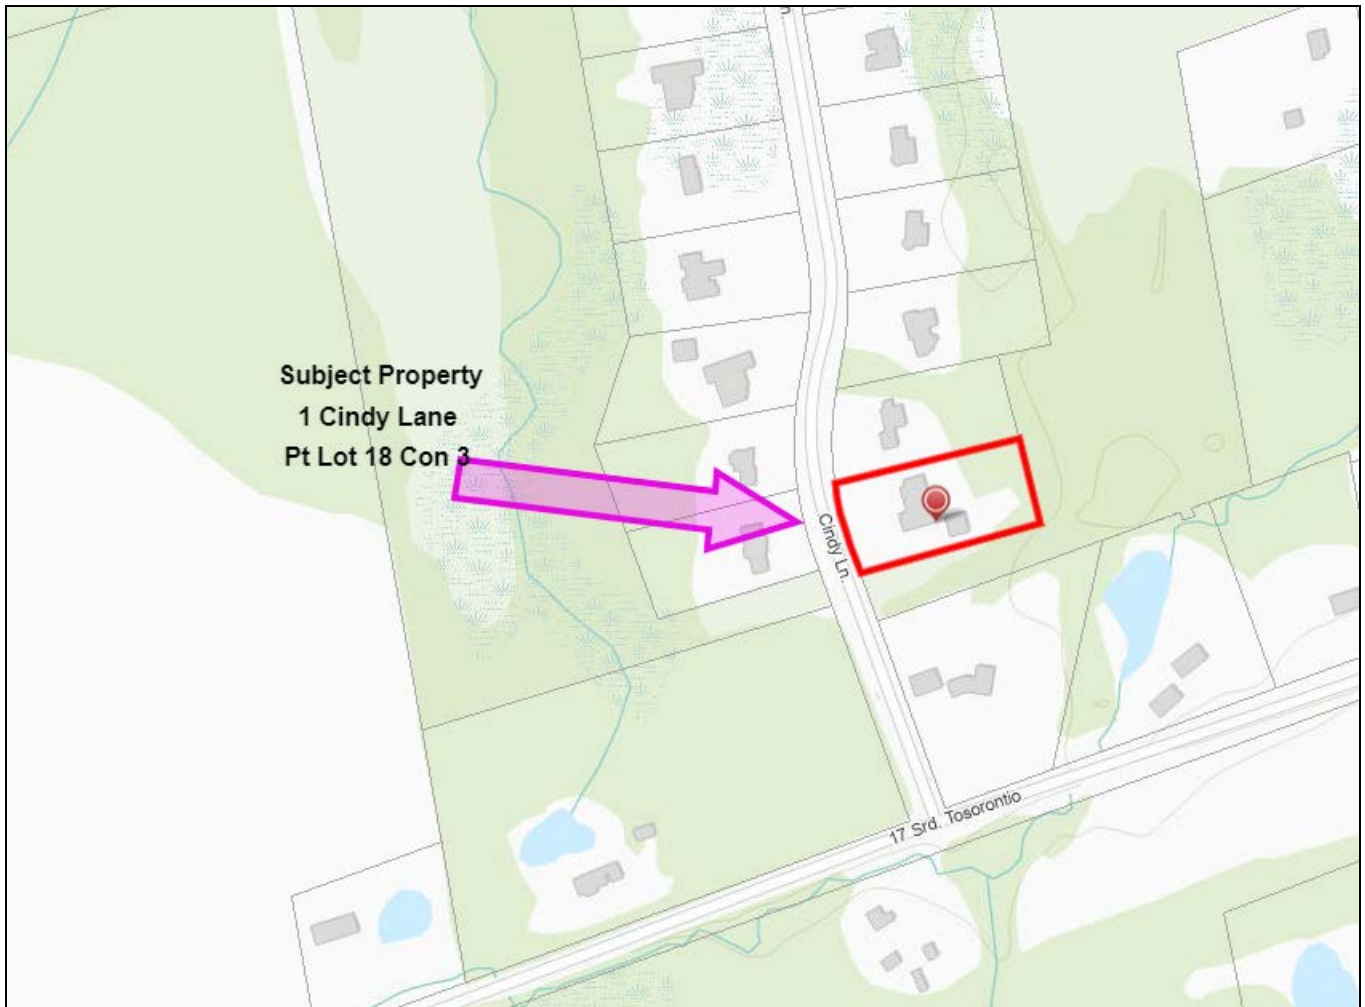 Subject Property
1 Cindy Lane
Pt Lot 18 Con 3
Cindy Ln.
17 Srd. Tosorontio